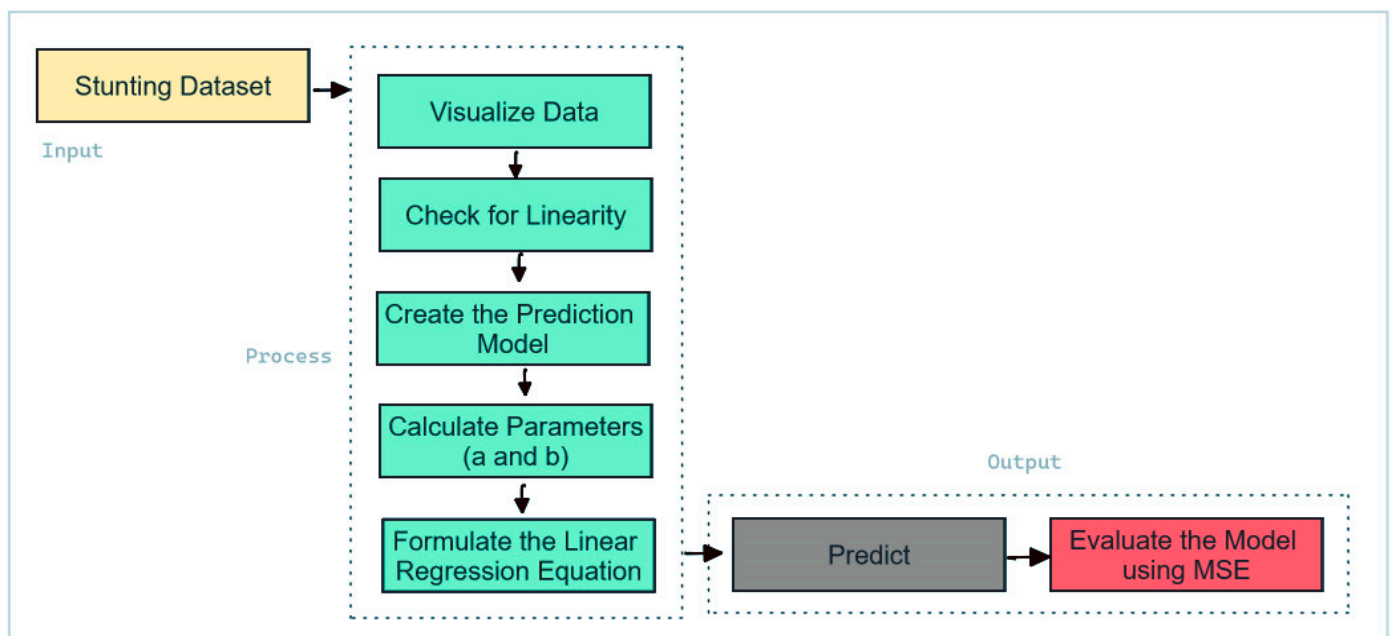 Stunting Dataset
Input
Visualize Data
Check for Linearity
Create the Prediction
Model
Process
Calculate Parameters
(a and b)
Formulate the Linear
Regression Equation
Output
Predict
Evaluate the Model
using MSE